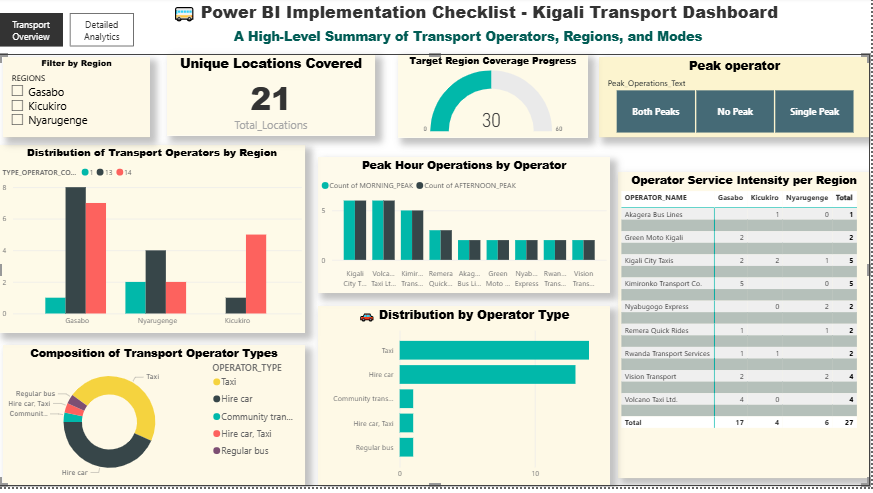 Transport Overview
Detailed Analytics
Power BI Implementation Checklist - Kigali Transport Dashboard
A High-Level Summary of Transport Operators, Regions, and Modes
Filter by Region
REGIONS
Gasabo
Kicukiro
Nyarugenge
Unique Locations Covered
21
Total_Locations
Target Region Coverage Progress
30
0
60
Peak operator
Peak_Operations_Text
Both Peaks
No Peak
Single Peak
Distribution of Transport Operators by Region
TYPE_OPERATOR_CO... 1 13 14
8
6
4
2
0
Gasabo Nyarugenge Kicukiro
Peak Hour Operations by Operator
Count of MORNING_PEAK Count of AFTERNOON_PEAK
5
0
Kigali City T...
Volca... Taxi Lt...
Kimir... Trans...
Remera Quick...
Akag... Bus Li...
Green Moto ...
Nyab... Express
Rwan... Trans...
Vision Trans...
Operator Service Intensity per Region
OPERATOR_NAME Gasabo Kicukiro Nyarugenge Total
Akagera Bus Lines 1 0 1
Green Moto Kigali 2 2
Kigali City Taxis 2 2 1 5
Kimironko Transport Co. 5 0 5
Nyabugogo Express 0 2 2
Remera Quick Rides 1 1 2
Rwanda Transport Services 1 1 2
Vision Transport 2 2 4
Volcano Taxi Ltd. 4 0 4
Total 17 4 6 27
Composition of Transport Operator Types
Taxi
Regular bus
Hire car, Taxi
Communit...
Hire car
OPERATOR_TYPE
Taxi
Hire car
Community tran...
Hire car, Taxi
Regular bus
Distribution by Operator Type
Taxi
Hire car
Community trans...
Hire car, Taxi
Regular bus
0 10